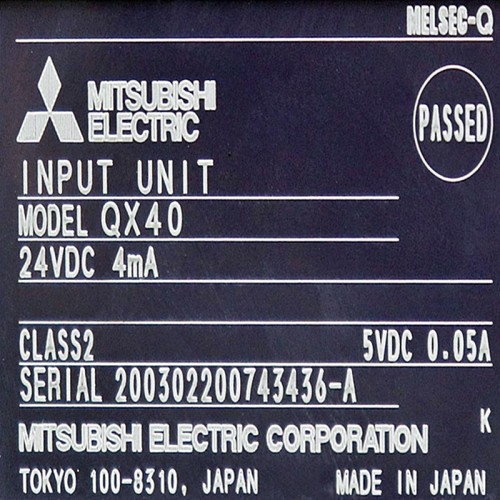 MELSEC-Q
MITSUBISHI
ELECTRIC
PASSED
INPUT UNIT
MODEL QX40
24VDC 4mA
CLASS2 5VDC 0.05A
SERIAL 200302200743436-A
K
MITSUBISHI ELECTRIC CORPORATION
TOKYO 100-8310, JAPAN MADE IN JAPAN